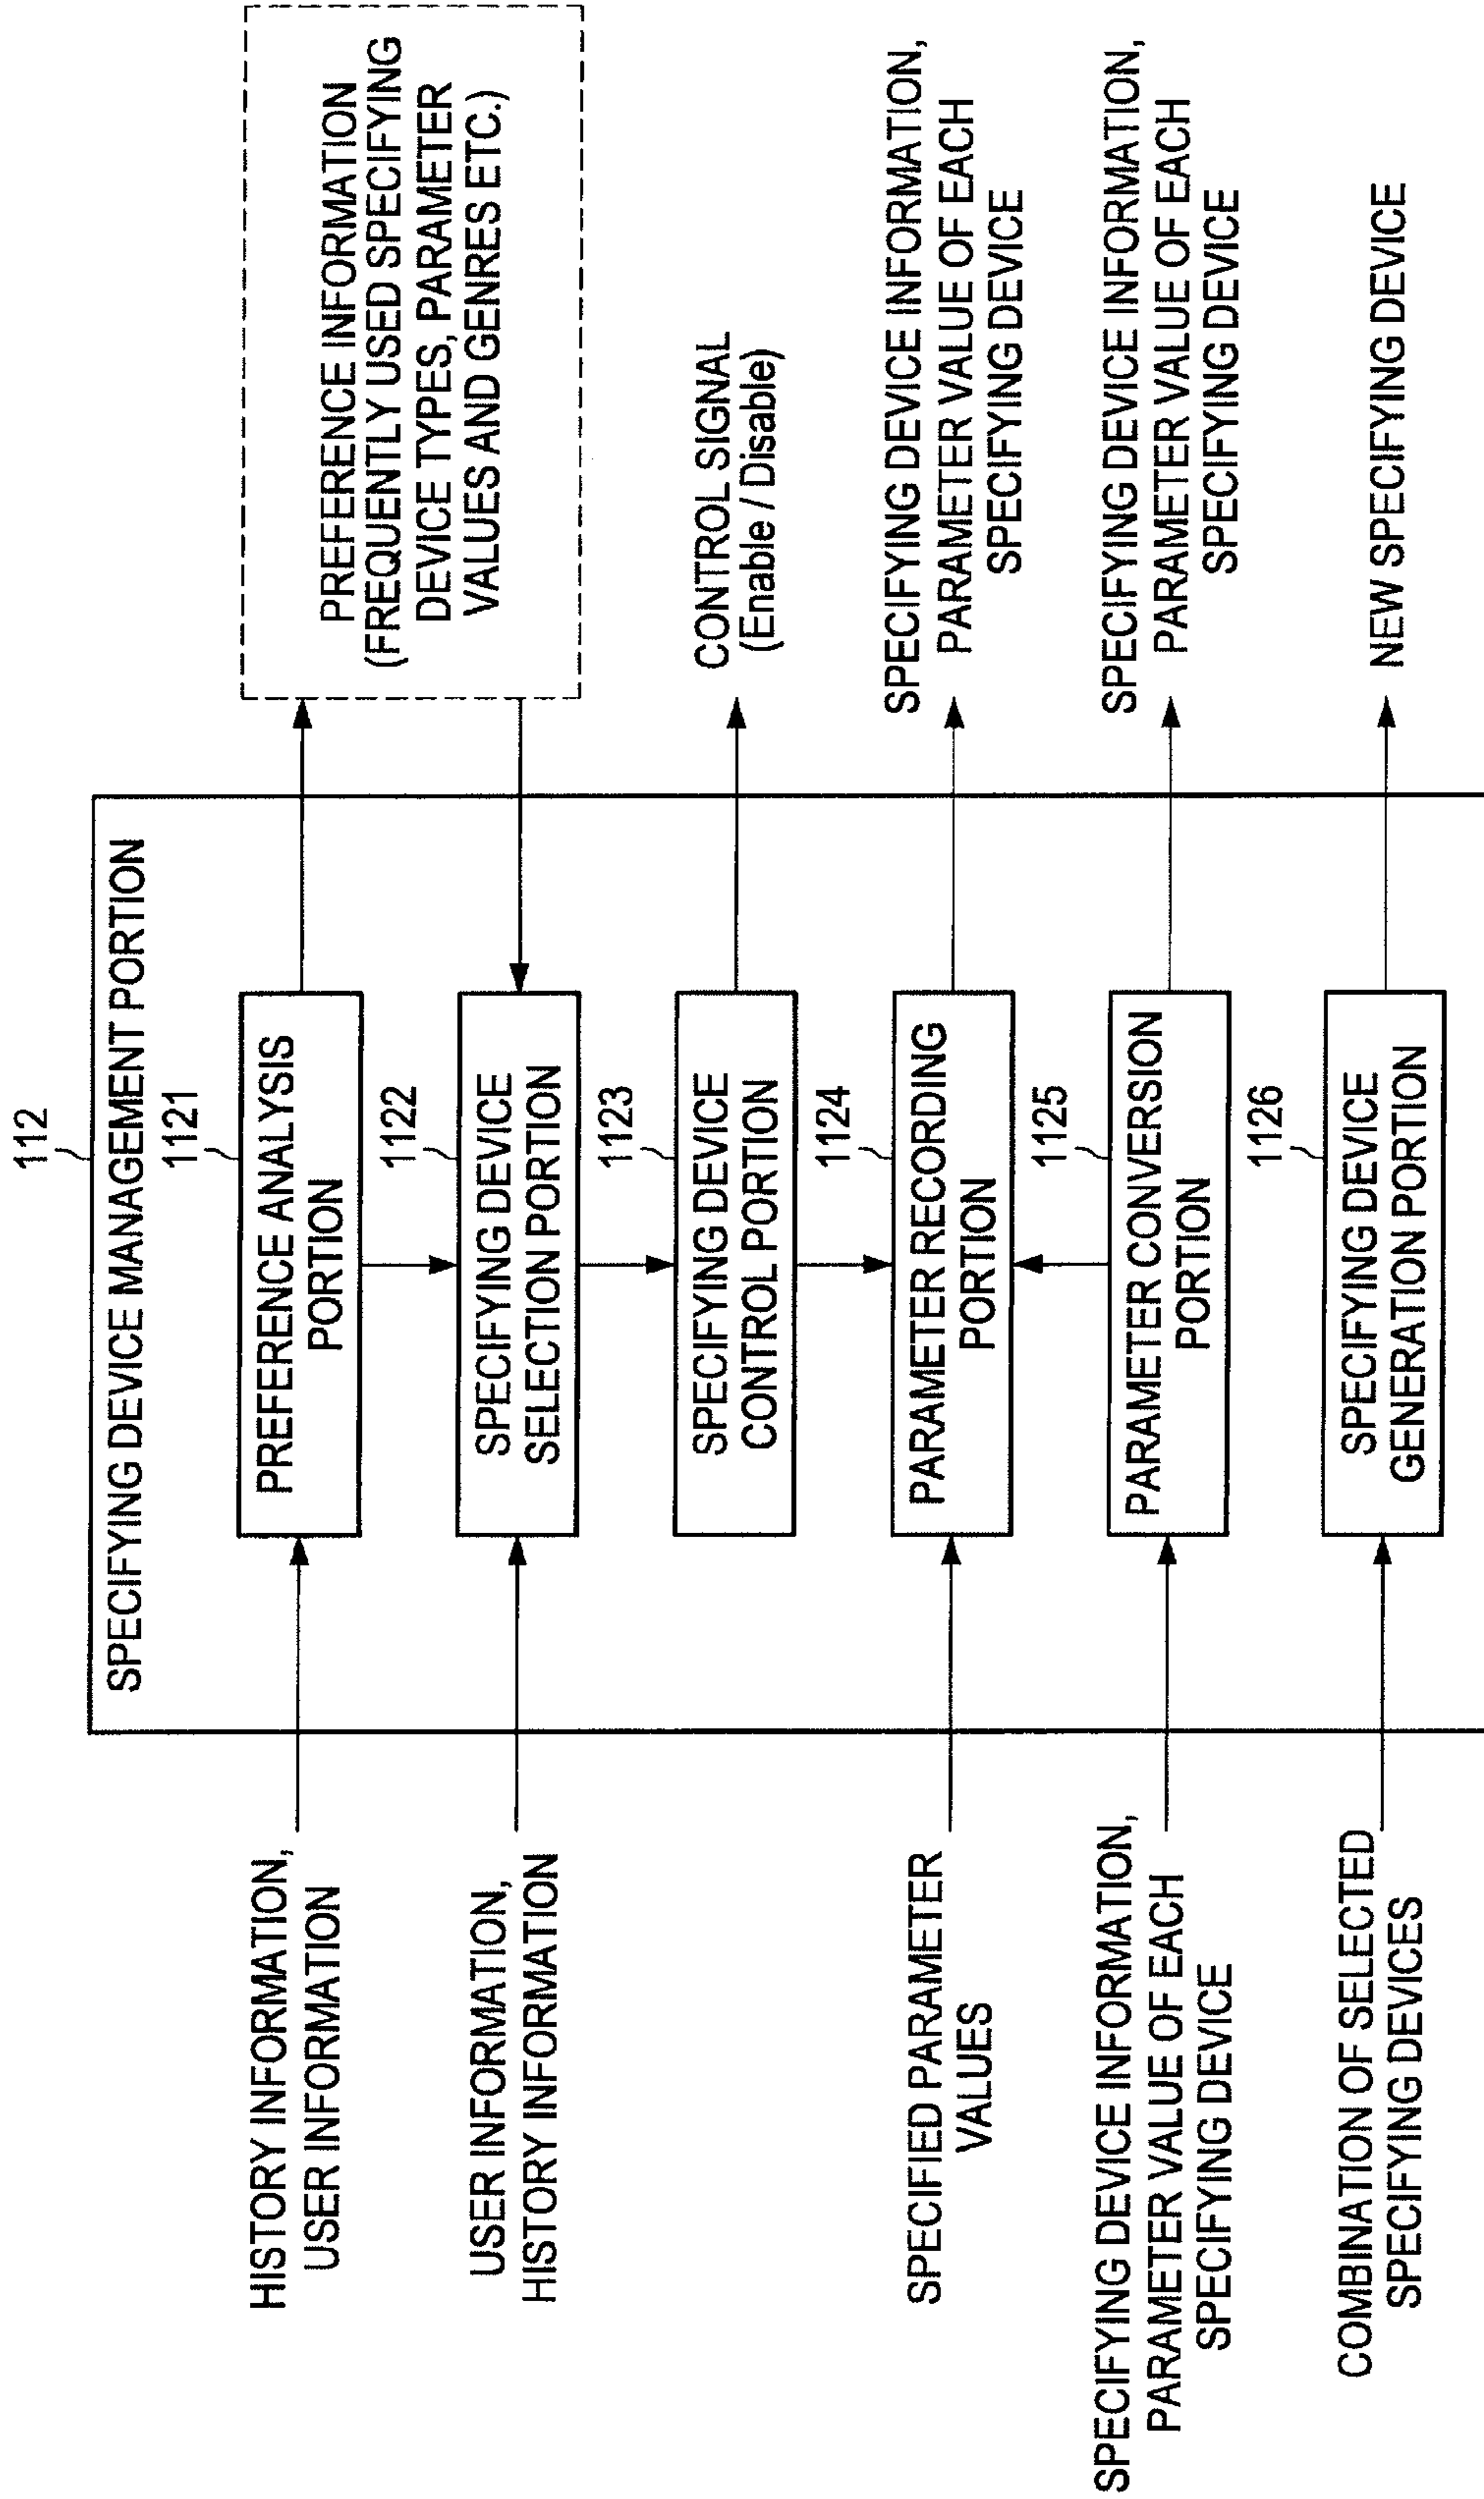 112
SPECIFYING DEVICE MANAGEMENT PORTION
HISTORY INFORMATION,
USER INFORMATION
1121
PREFERENCE ANALYSIS
PORTION
PREFERENCE INFORMATION
(FREQUENTLY USED SPECIFYING
DEVICE TYPES, PARAMETER
VALUES AND GENRES ETC.)
USER INFORMATION,
HISTORY INFORMATION
1122
SPECIFYING DEVICE
SELECTION PORTION
1123
SPECIFYING DEVICE
CONTROL PORTION
CONTROL SIGNAL
(Enable / Disable)
SPECIFIED PARAMETER
VALUES
1124
PARAMETER RECORDING
PORTION
SPECIFYING DEVICE INFORMATION,
PARAMETER VALUE OF EACH
SPECIFYING DEVICE
SPECIFYING DEVICE INFORMATION,
PARAMETER VALUE OF EACH
SPECIFYING DEVICE
1125
PARAMETER CONVERSION
PORTION
SPECIFYING DEVICE INFORMATION,
PARAMETER VALUE OF EACH
SPECIFYING DEVICE
COMBINATION OF SELECTED
SPECIFYING DEVICES
1126
SPECIFYING DEVICE
GENERATION PORTION
NEW SPECIFYING DEVICE